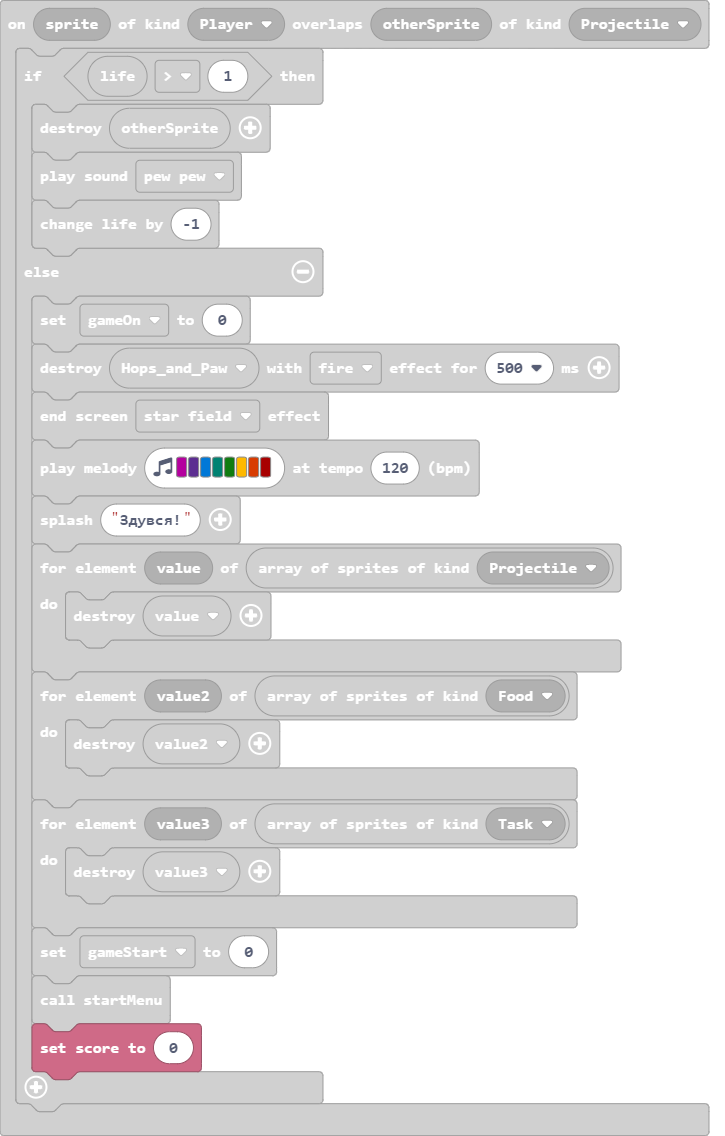 on sprite of kind Player overlaps otherSprite of kind Projectile
if life > 1 then
destroy otherSprite
play sound pew pew
change life by -1
else
set gameOn to 0
destroy Hops_and_Paw with fire effect for 500 ms
end screen star field effect
play melody at tempo 120 (bpm)
splash "Здувся!"
for element value of array of sprites of kind Projectile
do destroy value
for element value2 of array of sprites of kind Food
do destroy value2
for element value3 of array of sprites of kind Task
do destroy value3
set gameStart to 0
call startMenu
set score to 0